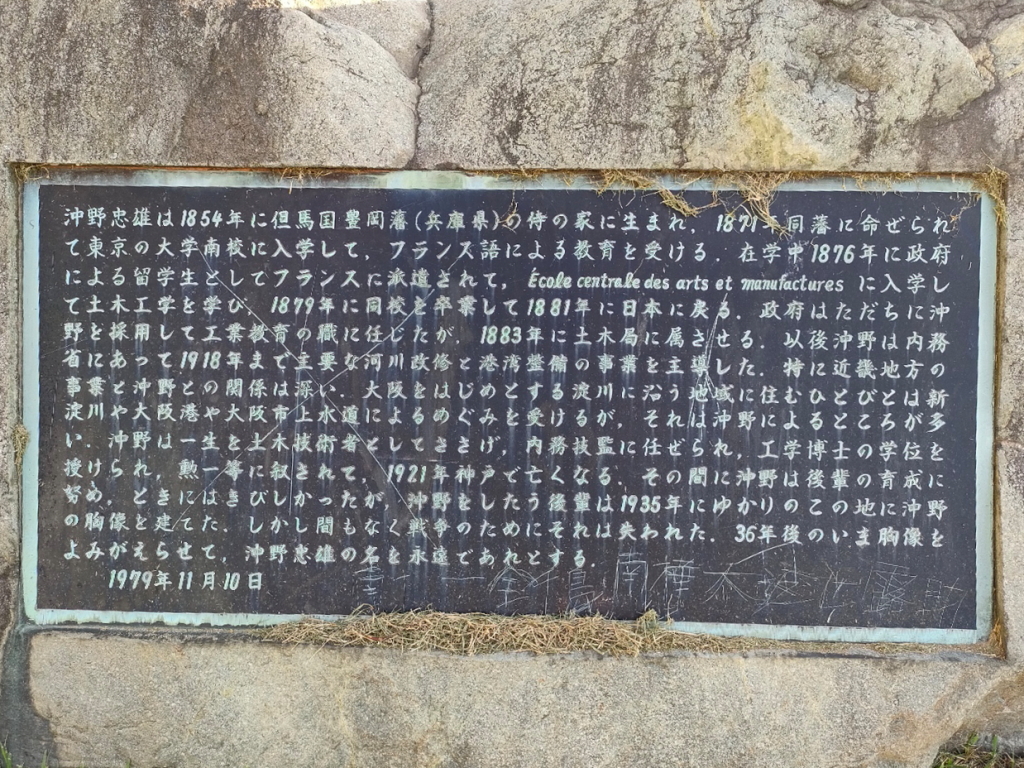 沖野忠雄は1854年に但馬国豊岡藩(兵庫県)の侍の家に生まれ，1871年同藩に命ぜられ
て東京の大学南校に入学して，フランス語による教育を受ける．在学中1876年に政府
による留学生としてフランスに派遣されて，École centrale des arts et manufactures に入学し
て土木工学を学び，1879年に同校を卒業して1881年に日本に戻る．政府はただちに沖
野を採用して工業教育の職に任じたが，1883年に土木局に属させる．以後沖野は内務
省にあって1918年まで主要な河川改修と港湾整備の事業を主導した．特に近畿地方の
事業と沖野との関係は深い．大阪をはじめとする淀川に沿う地域に住むひとびとは新
淀川や大阪港や大阪市上水道によるめぐみを受けるが，それは沖野によるところが多
い．沖野は一生を土木技術者としてささげ，内務技監に任ぜられ，工学博士の学位を
授けられ，勲一等に叙されて，1921年神戸で亡くなる．その間に沖野は後輩の育成に
努め，ときにはきびしかったが，沖野をしたう後輩は1935年にゆかりのこの地に沖野
の胸像を建てた．しかし間もなく戦争のためにそれは失われた．36年後のいま胸像を
よみがえらせて，沖野忠雄の名を永遠であれとする．
1979年11月10日